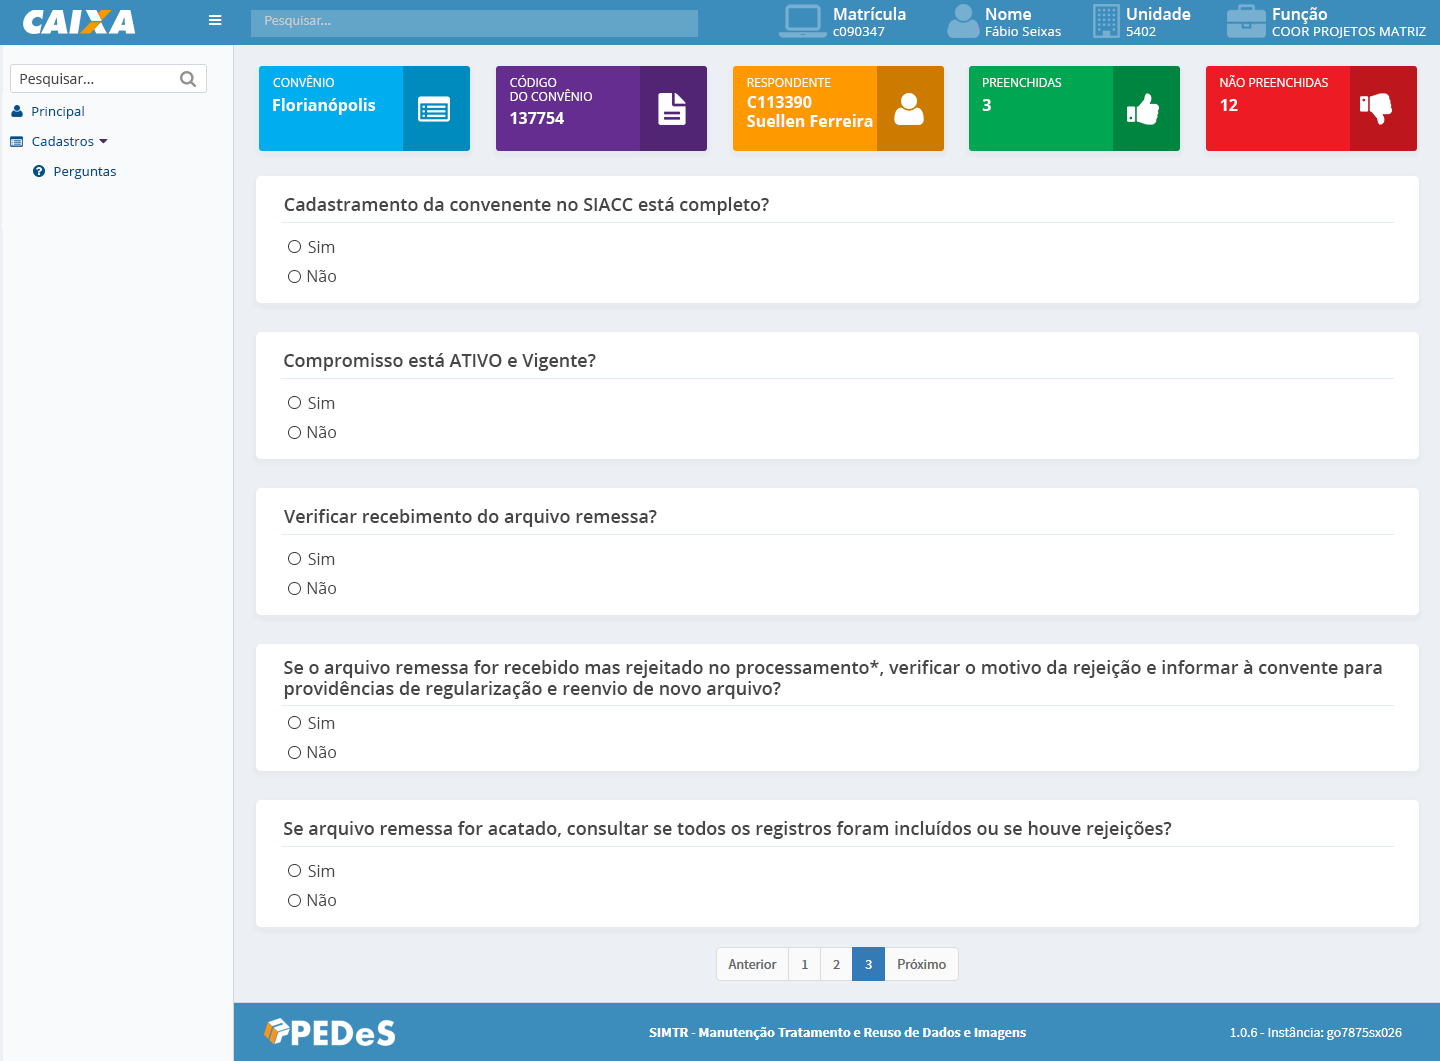 CAIXA
Pesquisar...
Matrícula
c090347
Nome
Fábio Seixas
Unidade
5402
Função
COOR PROJETOS MATRIZ
Pesquisar...
Principal
Cadastros
Perguntas
CONVÊNIO
Florianópolis
CÓDIGO
DO CONVÊNIO
137754
RESPONDENTE
C113390
Suellen Ferreira
PREENCHIDAS
3
NÃO PREENCHIDAS
12
Cadastramento da convenente no SIACC está completo?
Sim
Não
Compromisso está ATIVO e Vigente?
Sim
Não
Verificar recebimento do arquivo remessa?
Sim
Não
Se o arquivo remessa for recebido mas rejeitado no processamento*, verificar o motivo da rejeição e informar à convente para
providências de regularização e reenvio de novo arquivo?
Sim
Não
Se arquivo remessa for acatado, consultar se todos os registros foram incluídos ou se houve rejeições?
Sim
Não
Anterior 1 2 3 Próximo
PEDeS
SIMTR - Manutenção Tratamento e Reuso de Dados e Imagens
1.0.6 - Instância: go7875sx026